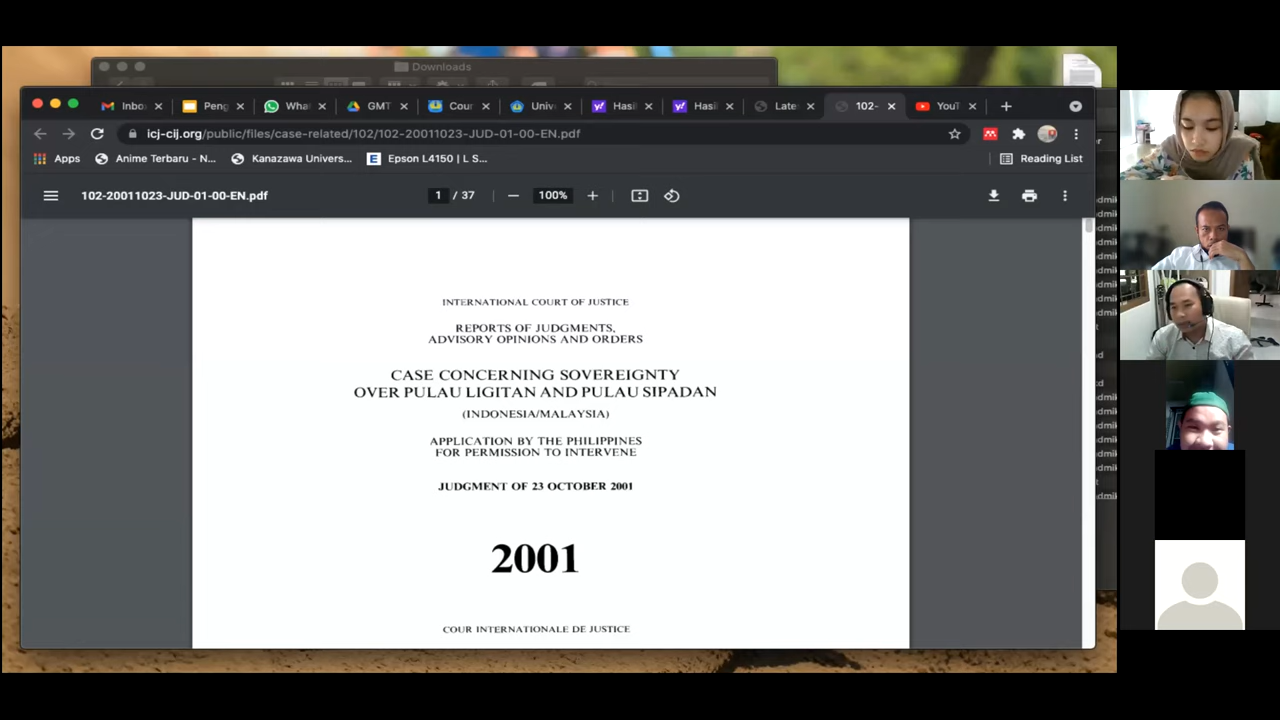 Downloads
Inbo
Peng
What
GMT
Cour
Unive
Hasil
Hasil
Late
102-
YouT
icj-cij.org/public/files/case-related/102/102-20011023-JUD-01-00-EN.pdf
Apps
Anime Terbaru - N...
Kanazawa Univers...
Epson L4150 | L S...
Reading List
102-20011023-JUD-01-00-EN.pdf
1 / 37
100%
INTERNATIONAL COURT OF JUSTICE
REPORTS OF JUDGMENTS,
ADVISORY OPINIONS AND ORDERS
CASE CONCERNING SOVEREIGNTY
OVER PULAU LIGITAN AND PULAU SIPADAN
(INDONESIA/MALAYSIA)
APPLICATION BY THE PHILIPPINES
FOR PERMISSION TO INTERVENE
JUDGMENT OF 23 OCTOBER 2001
2001
COUR INTERNATIONALE DE JUSTICE